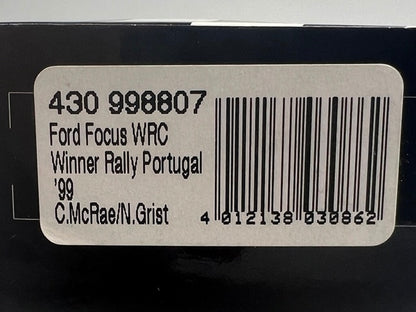 430 998807
Ford Focus WRC
Winner Rally Portugal
'99
C.McRae/N.Grist
4 012138 030862